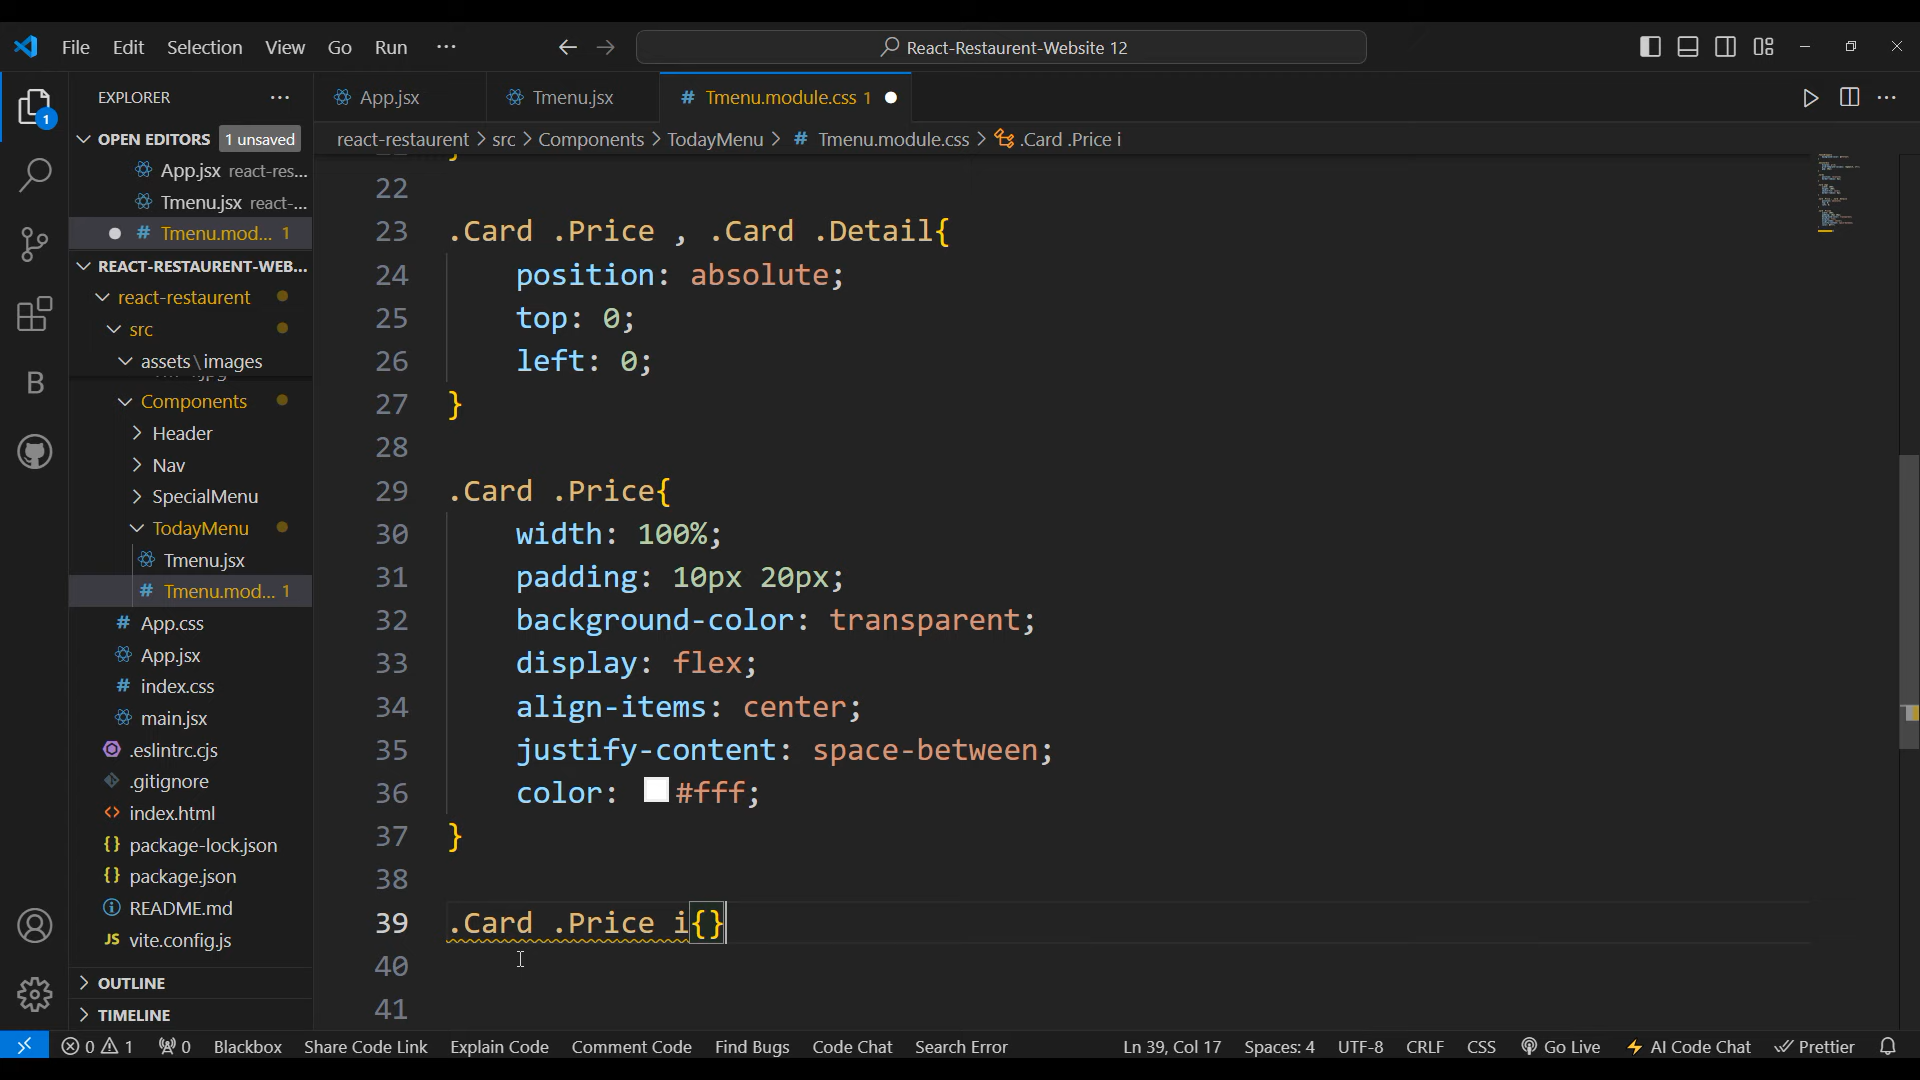 File Edit Selection View Go Run ···
React-Restaurent-Website 12
EXPLORER
App.jsx
Tmenu.jsx
# Tmenu.module.css 1
OPEN EDITORS 1 unsaved
react-restaurent > src > Components > TodayMenu > # Tmenu.module.css > .Card .Price i
App.jsx react-res...
Tmenu.jsx react-...
# Tmenu.mod... 1
REACT-RESTAURENT-WEB...
react-restaurent
src
assets\images
Components
Header
Nav
SpecialMenu
TodayMenu
Tmenu.jsx
# Tmenu.mod... 1
# App.css
App.jsx
# index.css
main.jsx
.eslintrc.cjs
.gitignore
<> index.html
{} package-lock.json
{} package.json
README.md
JS vite.config.js
OUTLINE
TIMELINE
22
23 .Card .Price , .Card .Detail{
24 position: absolute;
25 top: 0;
26 left: 0;
27 }
28
29 .Card .Price{
30 width: 100%;
31 padding: 10px 20px;
32 background-color: transparent;
33 display: flex;
34 align-items: center;
35 justify-content: space-between;
36 color: #fff;
37 }
38
39 .Card .Price i{}
40
41
0 1 0 Blackbox Share Code Link Explain Code Comment Code Find Bugs Code Chat Search Error Ln 39, Col 17 Spaces: 4 UTF-8 CRLF CSS Go Live AI Code Chat Prettier